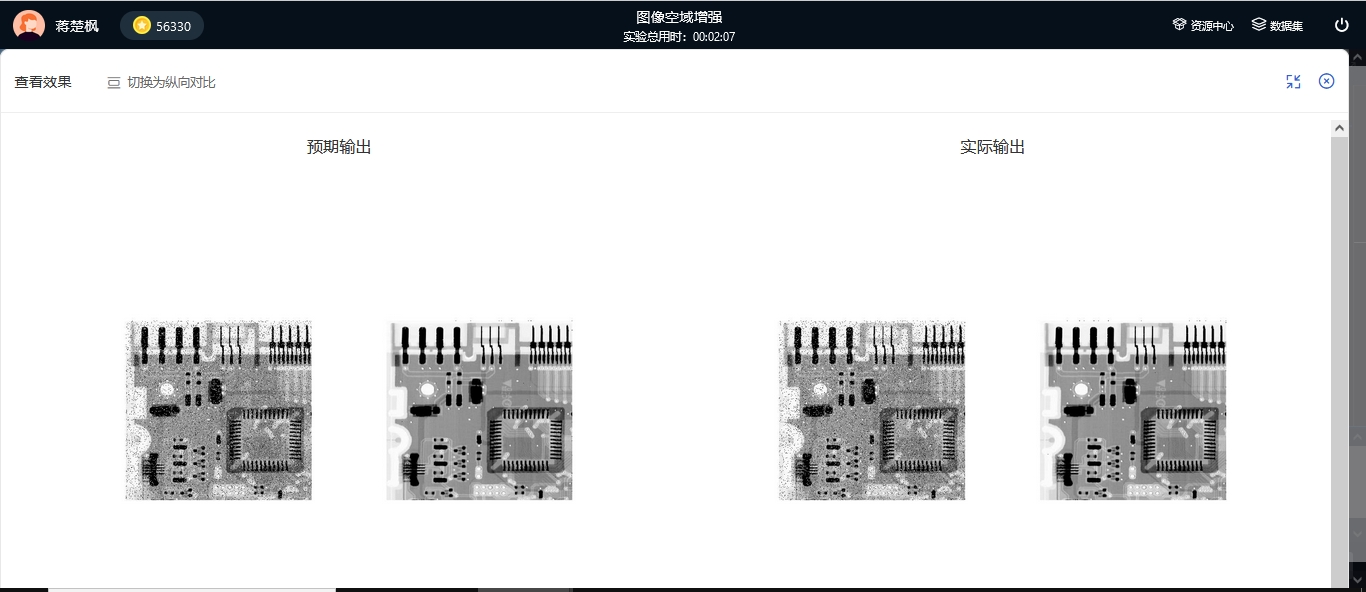 蒋楚枫
56330
图像空域增强
实验总用时：00:02:07
资源中心
数据集
查看效果
切换为纵向对比
预期输出
实际输出